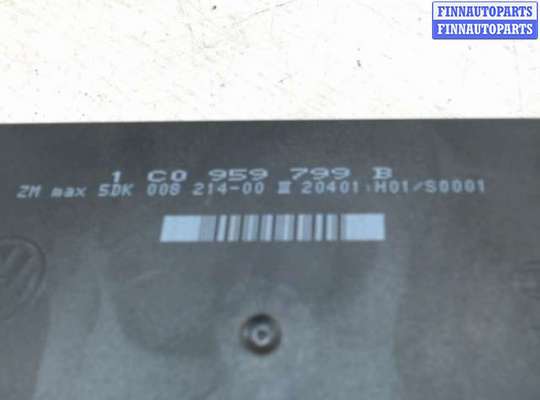 FINNAUTOPARTS
FINNAUTOPARTS
1 C0 959 799 B
ZM max 5DK 008 214-00 III 20401 H01/S0001